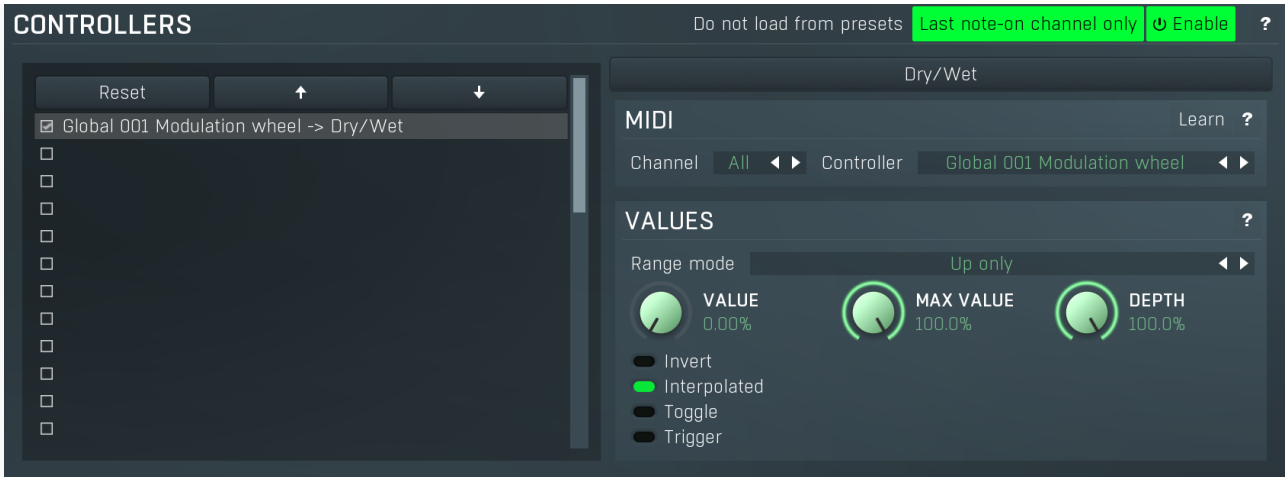 CONTROLLERS
Do not load from presets Last note-on channel only Enable ?
Reset
Global 001 Modulation wheel -> Dry/Wet
Dry/Wet
MIDI
Learn ?
Channel All Controller Global 001 Modulation wheel
VALUES
?
Range mode Up only
VALUE
0.00%
MAX VALUE
100.0%
DEPTH
100.0%
Invert
Interpolated
Toggle
Trigger